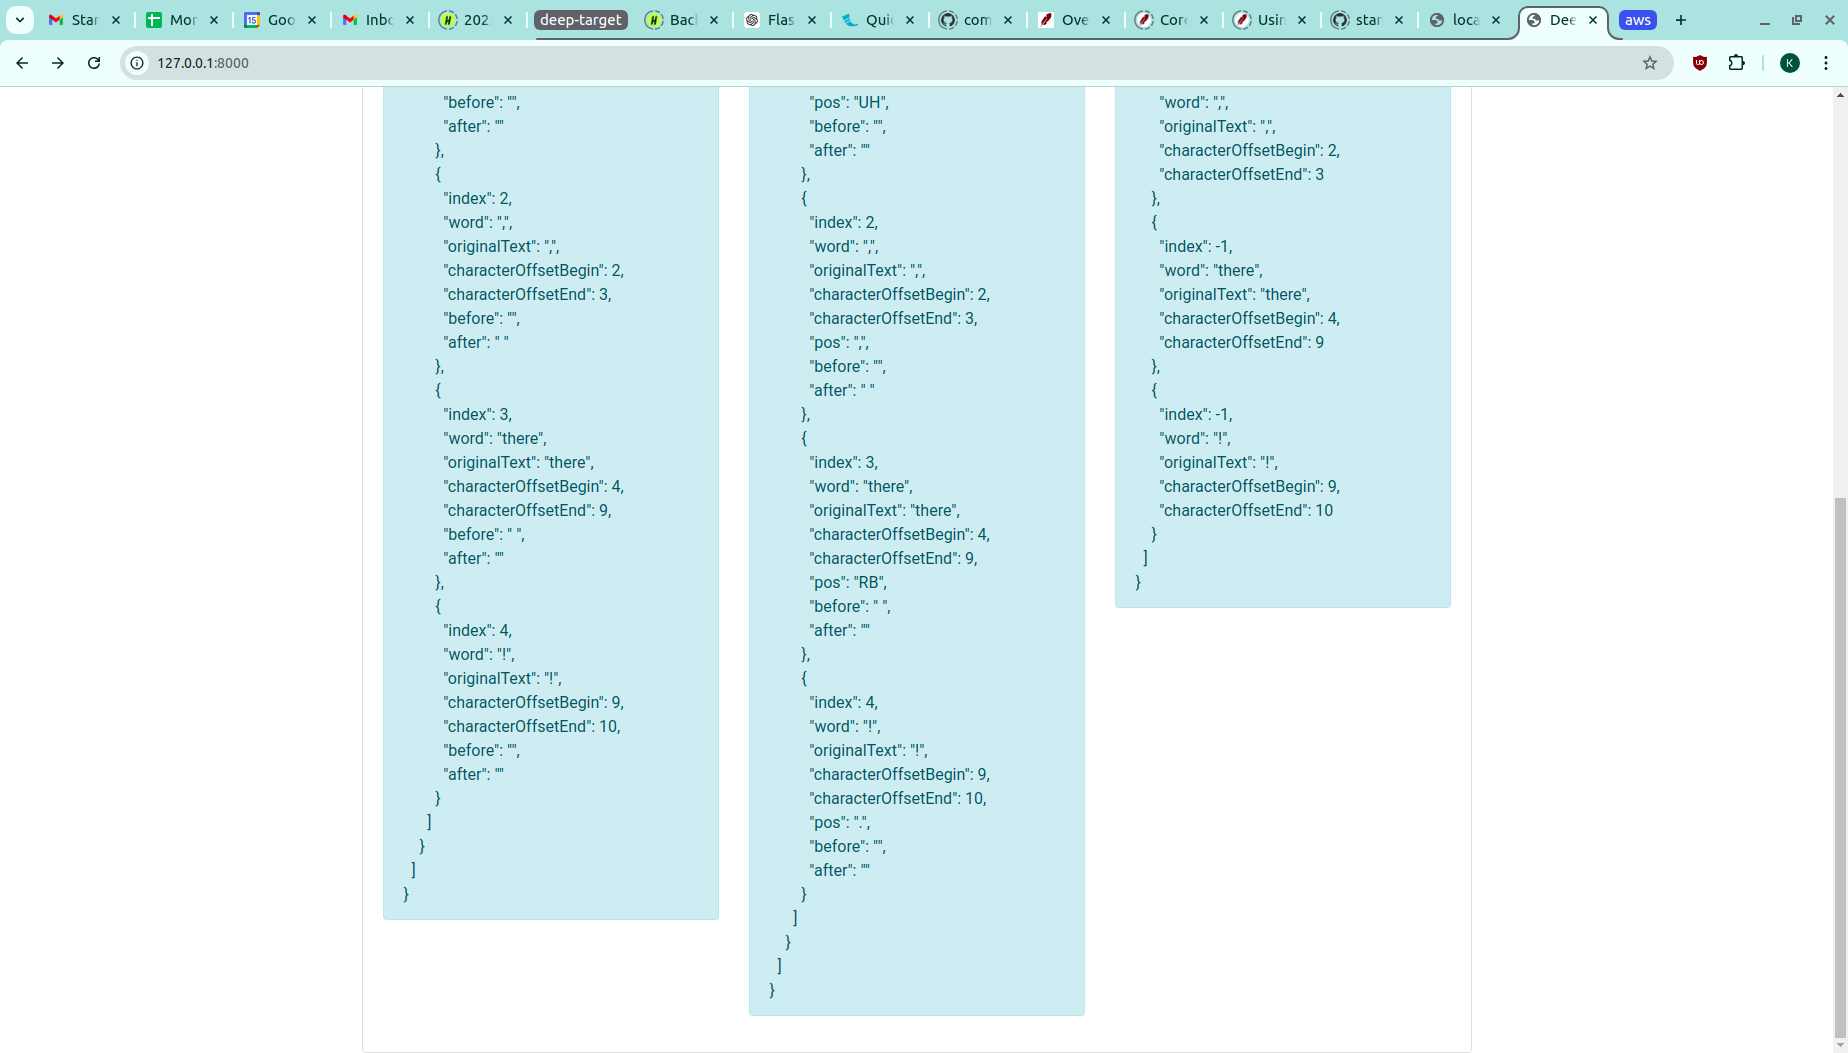 Star
Mor
15
Goo
Inbc
202
deep-target
Bacl
Flas
Quic
com
Ove
Core
Usin
star
loca
Dee
aws
127.0.0.1:8000
K
"before": "",
"after": ""
},
{
"index": 2,
"word": ",",
"originalText": ",",
"characterOffsetBegin": 2,
"characterOffsetEnd": 3,
"before": "",
"after": " "
},
{
"index": 3,
"word": "there",
"originalText": "there",
"characterOffsetBegin": 4,
"characterOffsetEnd": 9,
"before": " ",
"after": ""
},
{
"index": 4,
"word": "!",
"originalText": "!",
"characterOffsetBegin": 9,
"characterOffsetEnd": 10,
"before": "",
"after": ""
}
]
}
]
}
"pos": "UH",
"before": "",
"after": ""
},
{
"index": 2,
"word": ",",
"originalText": ",",
"characterOffsetBegin": 2,
"characterOffsetEnd": 3,
"pos": ",",
"before": "",
"after": " "
},
{
"index": 3,
"word": "there",
"originalText": "there",
"characterOffsetBegin": 4,
"characterOffsetEnd": 9,
"pos": "RB",
"before": " ",
"after": ""
},
{
"index": 4,
"word": "!",
"originalText": "!",
"characterOffsetBegin": 9,
"characterOffsetEnd": 10,
"pos": ".",
"before": "",
"after": ""
}
]
}
]
}
"word": ",",
"originalText": ",",
"characterOffsetBegin": 2,
"characterOffsetEnd": 3
},
{
"index": -1,
"word": "there",
"originalText": "there",
"characterOffsetBegin": 4,
"characterOffsetEnd": 9
},
{
"index": -1,
"word": "!",
"originalText": "!",
"characterOffsetBegin": 9,
"characterOffsetEnd": 10
}
]
}